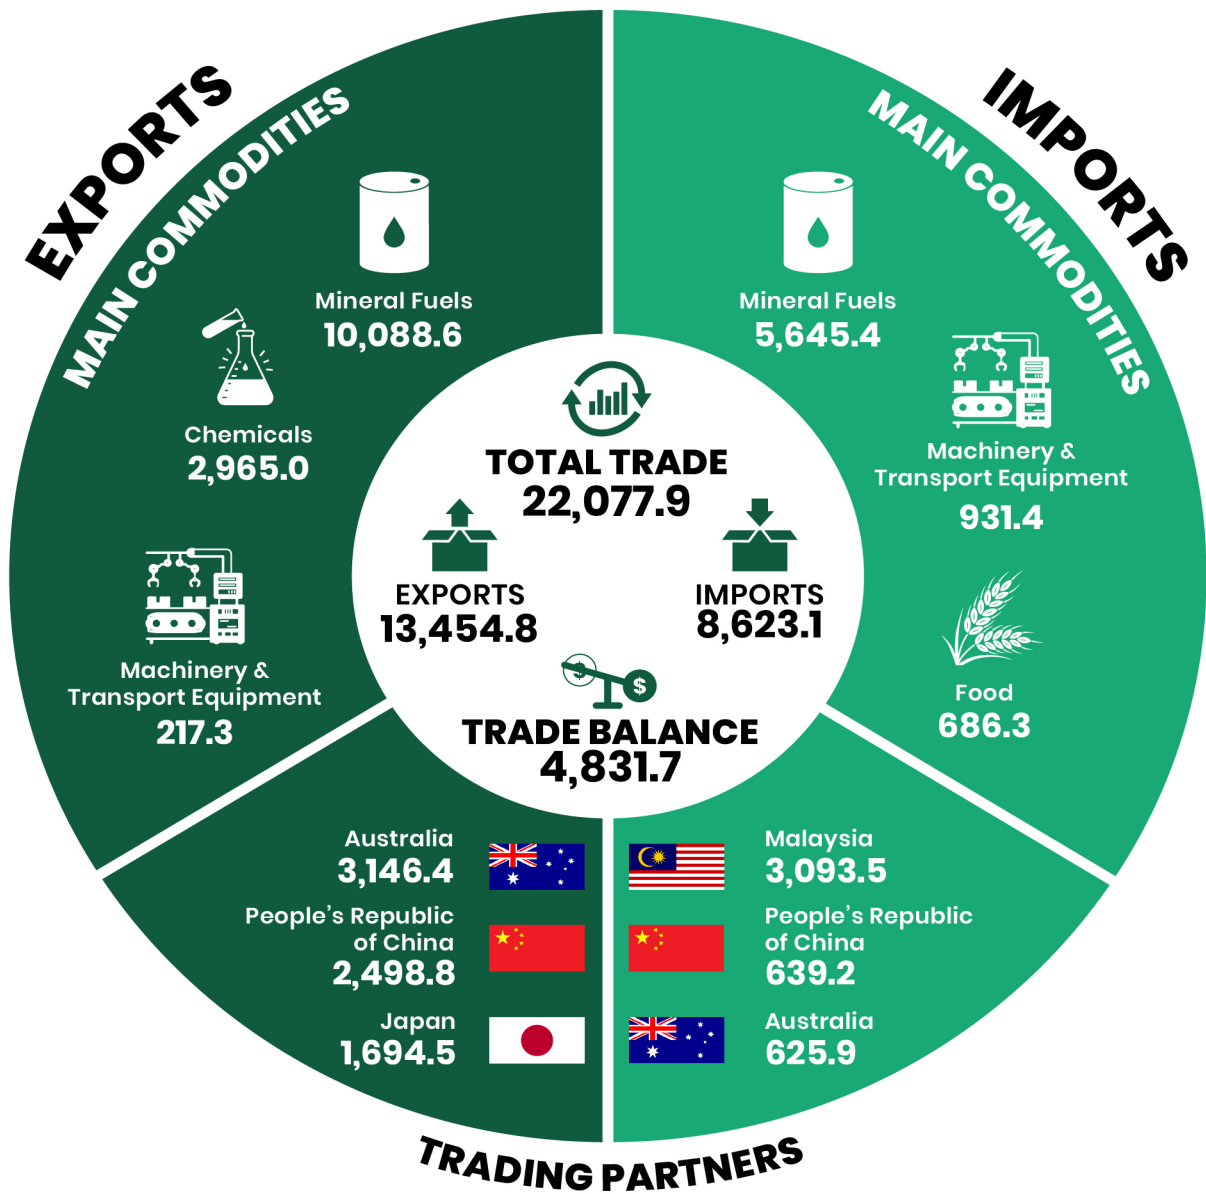 EXPORTS
MAIN COMMODITIES
Mineral Fuels
10,088.6
Chemicals
2,965.0
Machinery &
Transport Equipment
217.3
IMPORTS
MAIN COMMODITIES
Mineral Fuels
5,645.4
Machinery &
Transport Equipment
931.4
Food
686.3
TOTAL TRADE
22,077.9
EXPORTS
13,454.8
IMPORTS
8,623.1
$
$
TRADE BALANCE
4,831.7
Australia
3,146.4
People's Republic
of China
2,498.8
Japan
1,694.5
Malaysia
3,093.5
People's Republic
of China
639.2
Australia
625.9
TRADING PARTNERS